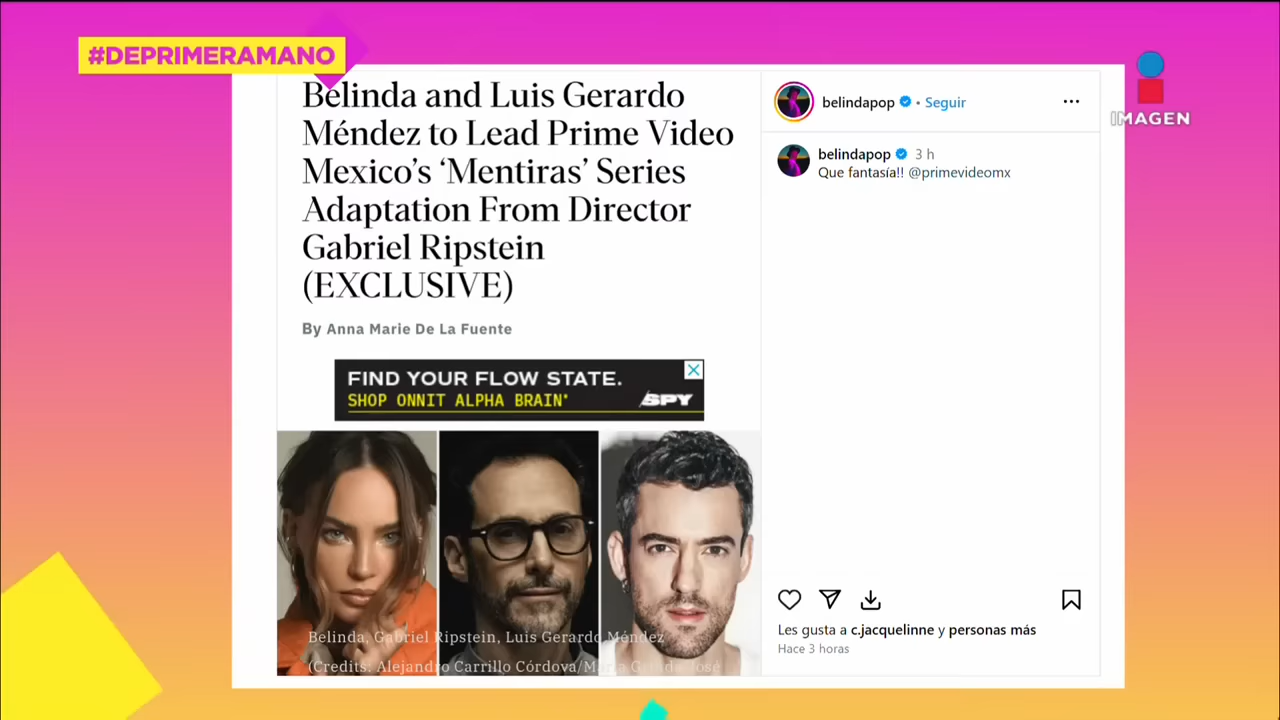 #DEPRIMERAMANO
IMAGEN
Belinda and Luis Gerardo
Méndez to Lead Prime Video
Mexico's ‘Mentiras’ Series
Adaptation From Director
Gabriel Ripstein
(EXCLUSIVE)
By Anna Marie De La Fuente
FIND YOUR FLOW STATE.
SHOP ONNIT ALPHA BRAIN*
SPY
Belinda, Gabriel Ripstein, Luis Gerardo Méndez
(Credits: Alejandro Carrillo Córdova/
belindapop • Seguir
belindapop 3 h
Que fantasía!! @primevideomx
Les gusta a c.jacquelinne y personas más
Hace 3 horas